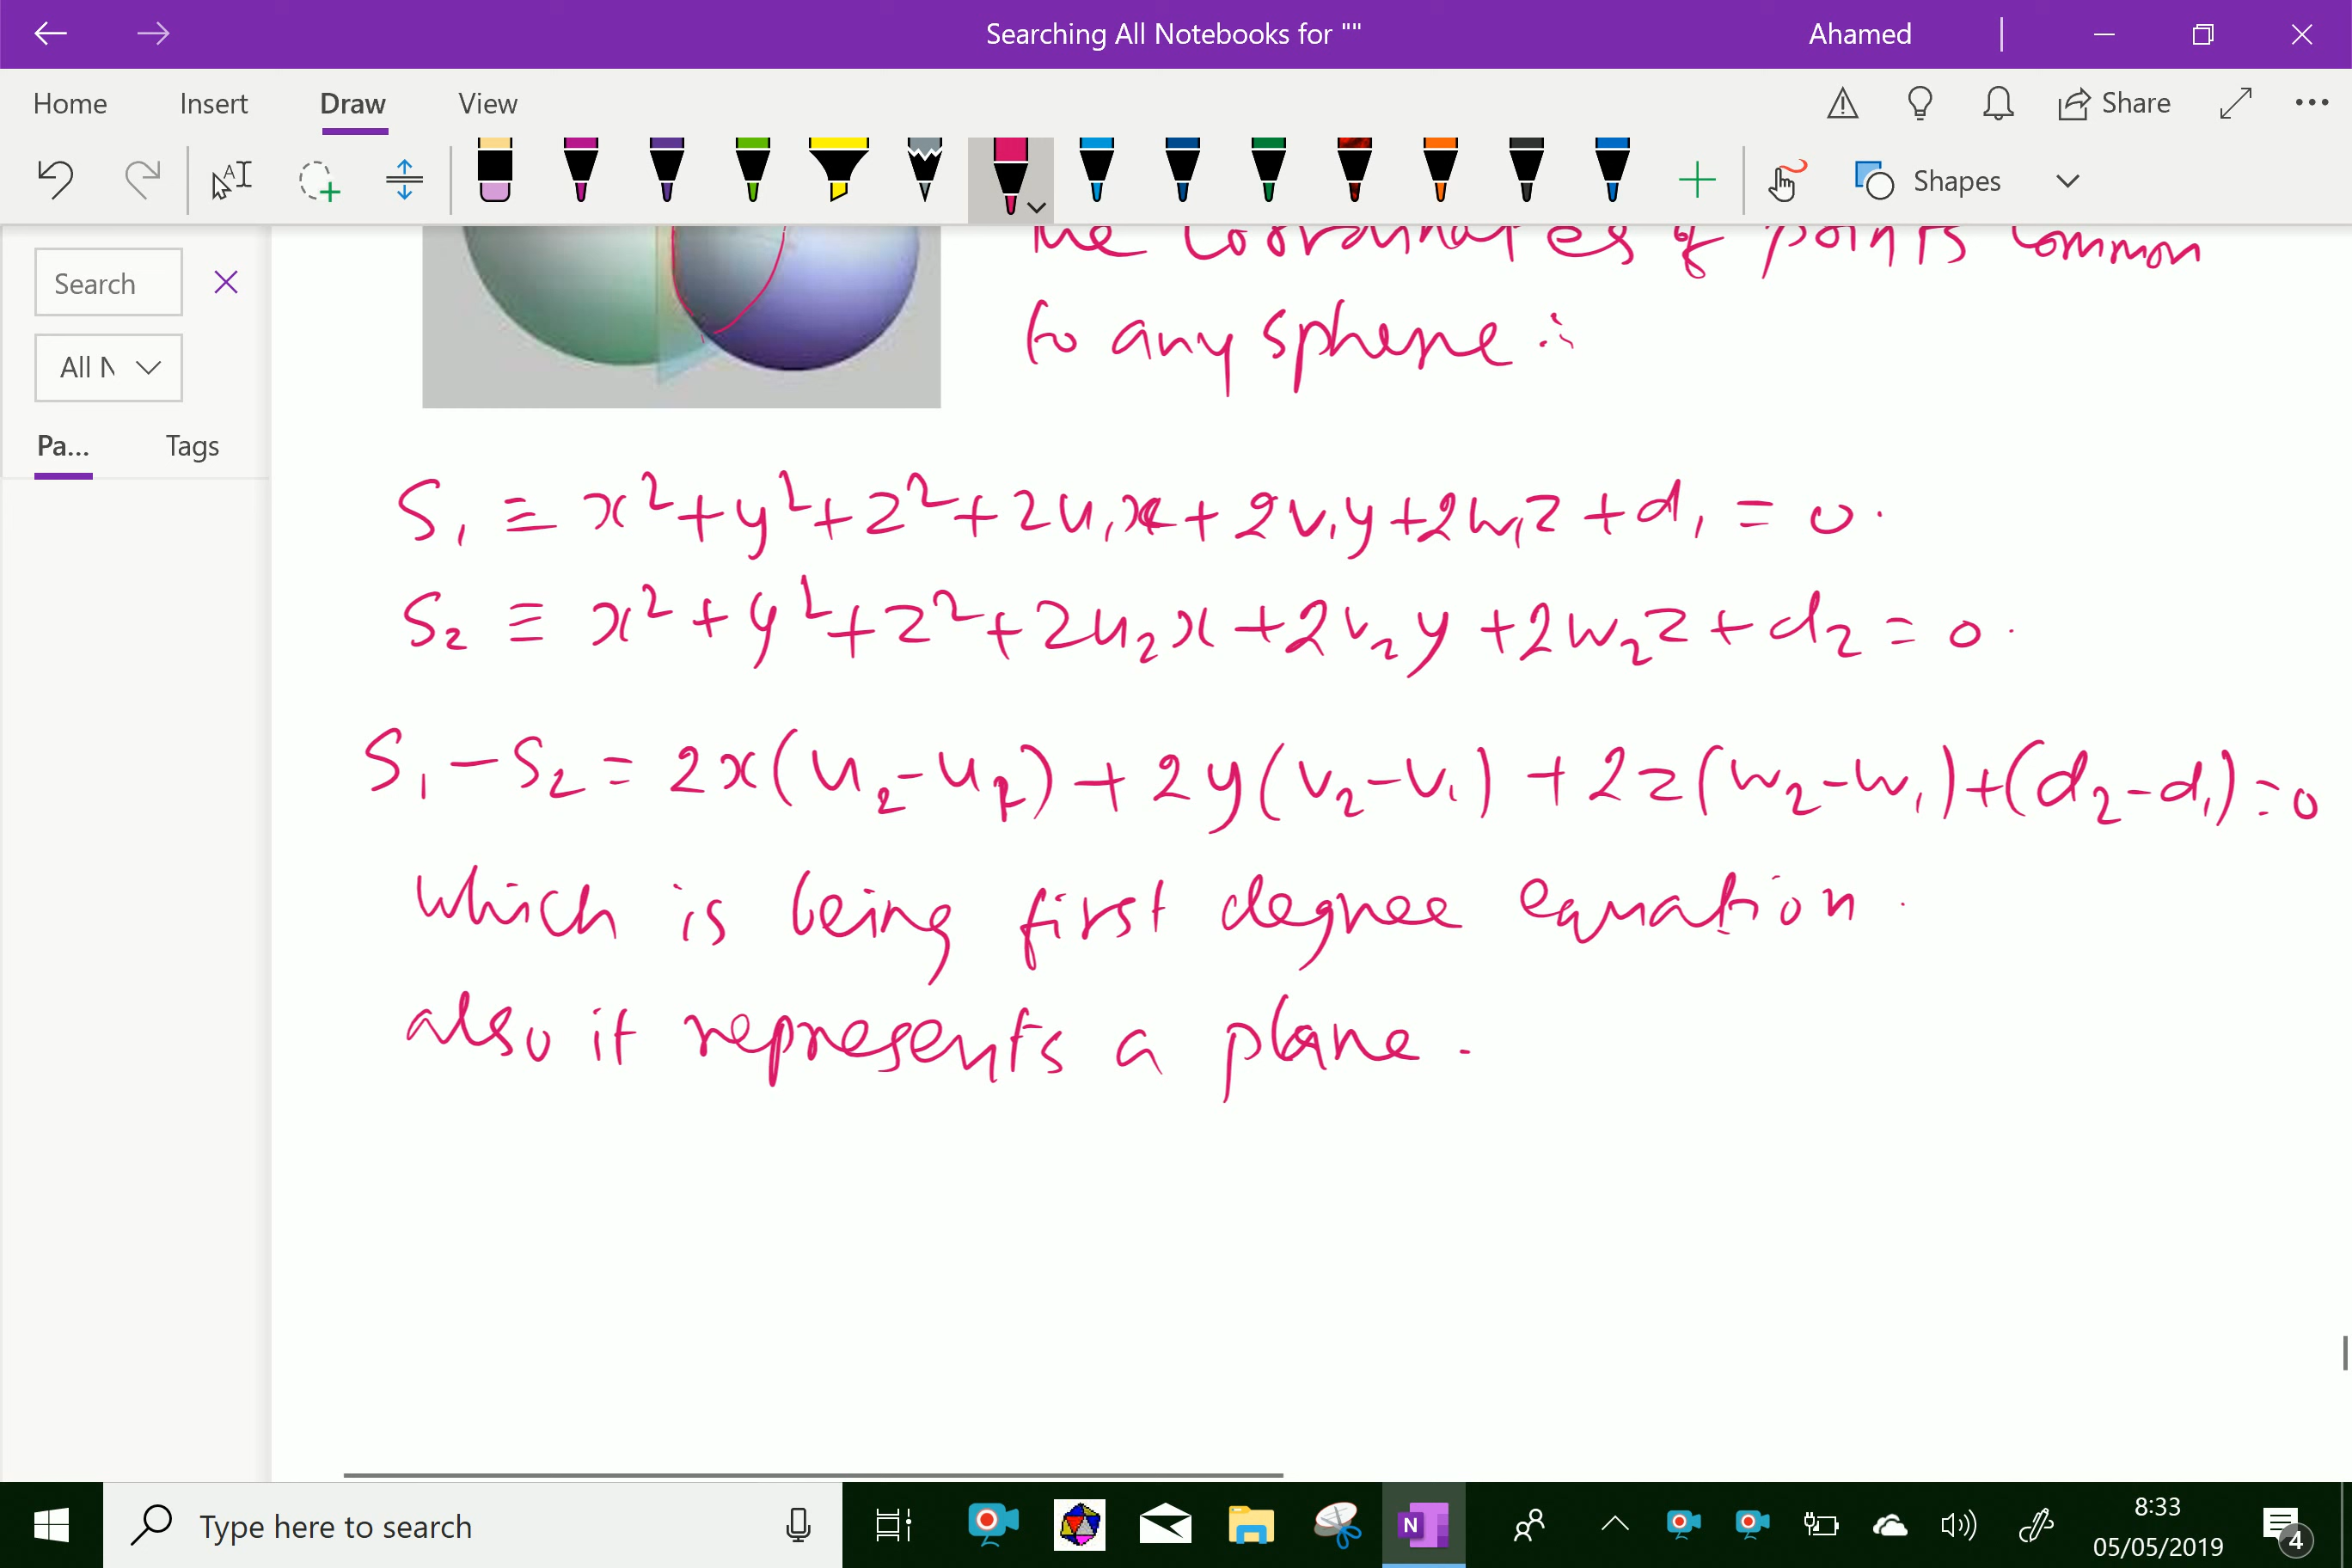 Searching All Notebooks for ""
Ahamed
Home Insert Draw View
Share
Shapes
Search
All N
Pa... Tags
The coordinates of points common
to any sphere is
S₁ ≡ x²+y²+z²+2u₁x+2v₁y+2w₁z+d₁ = 0.
S₂ ≡ x²+y²+z²+2u₂x+2v₂y+2w₂z+d₂ = 0.
S₁-S₂ = 2x(u₂-u₁)+2y(v₂-v₁)+2z(w₂-w₁)+(d₂-d₁)=0
which is being first degree equation.
also it represents a plane.
Type here to search
N
8:33
05/05/2019
4